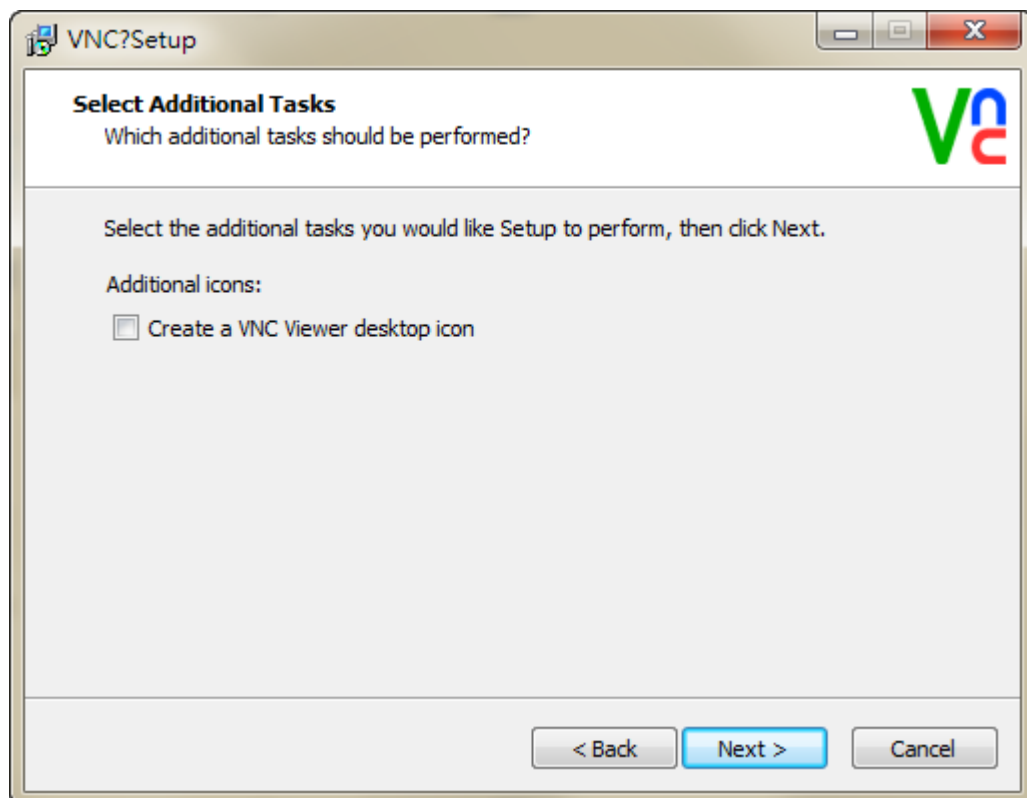 VNC?Setup
Select Additional Tasks
Which additional tasks should be performed?
Vnc
Select the additional tasks you would like Setup to perform, then click Next.
Additional icons:
Create a VNC Viewer desktop icon
< Back
Next >
Cancel